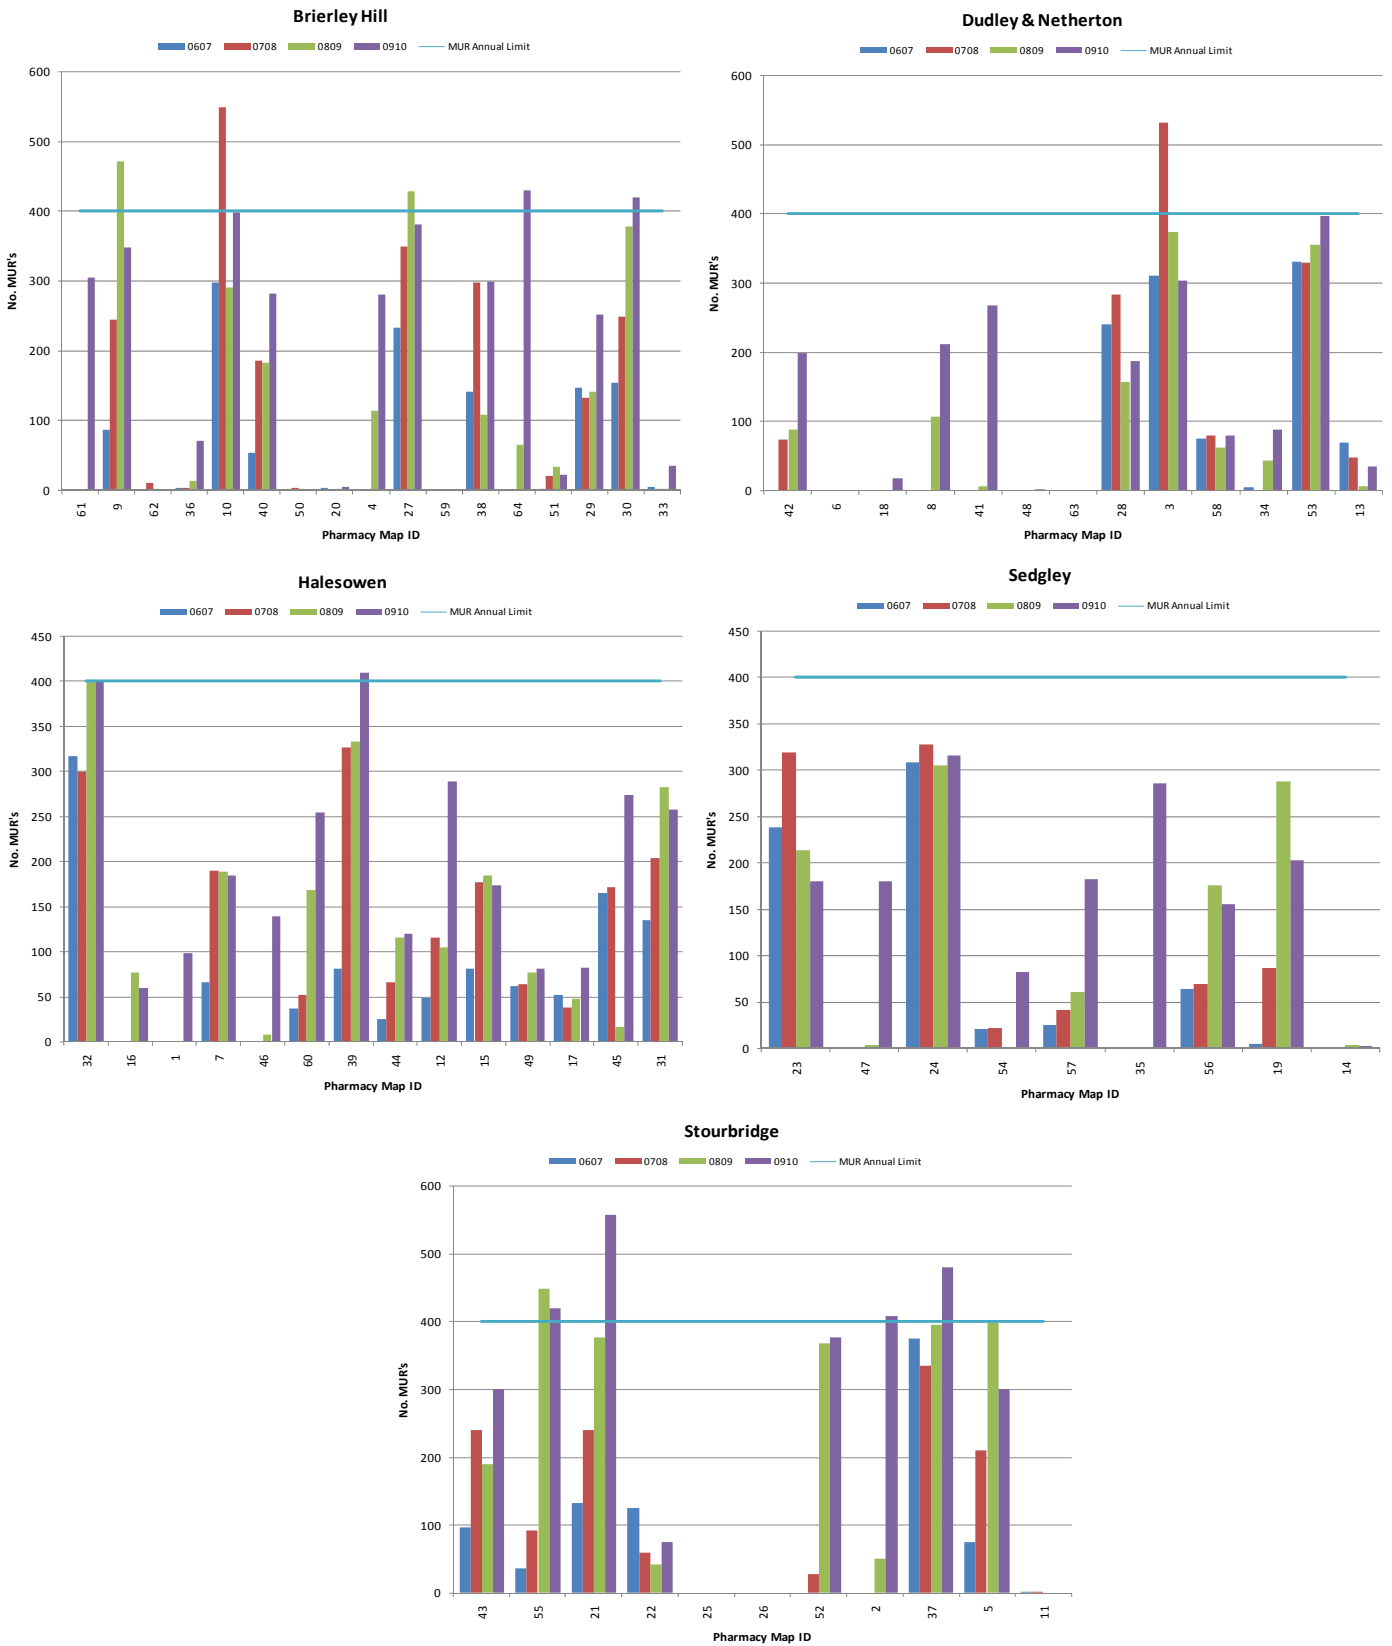 Brierley Hill
0607 0708 0809 0910 MUR Annual Limit
600
500
400
300
200
100
0
No. MUR's
61 9 62 36 10 40 50 20 4 27 59 38 64 51 29 30 33
Pharmacy Map ID
Dudley & Netherton
0607 0708 0809 0910 MUR Annual Limit
600
500
400
300
200
100
0
No. MUR's
42 6 18 8 41 48 63 28 3 58 34 53 13
Pharmacy Map ID
Halesowen
0607 0708 0809 0910 MUR Annual Limit
450
400
350
300
250
200
150
100
50
0
No. MUR's
32 16 1 7 46 60 39 44 12 15 49 17 45 31
Pharmacy Map ID
Sedgley
0607 0708 0809 0910 MUR Annual Limit
450
400
350
300
250
200
150
100
50
0
No. MUR's
23 47 24 54 57 35 56 19 14
Pharmacy Map ID
Stourbridge
0607 0708 0809 0910 MUR Annual Limit
600
500
400
300
200
100
0
No. MUR's
43 55 21 22 25 26 52 2 37 5 11
Pharmacy Map ID